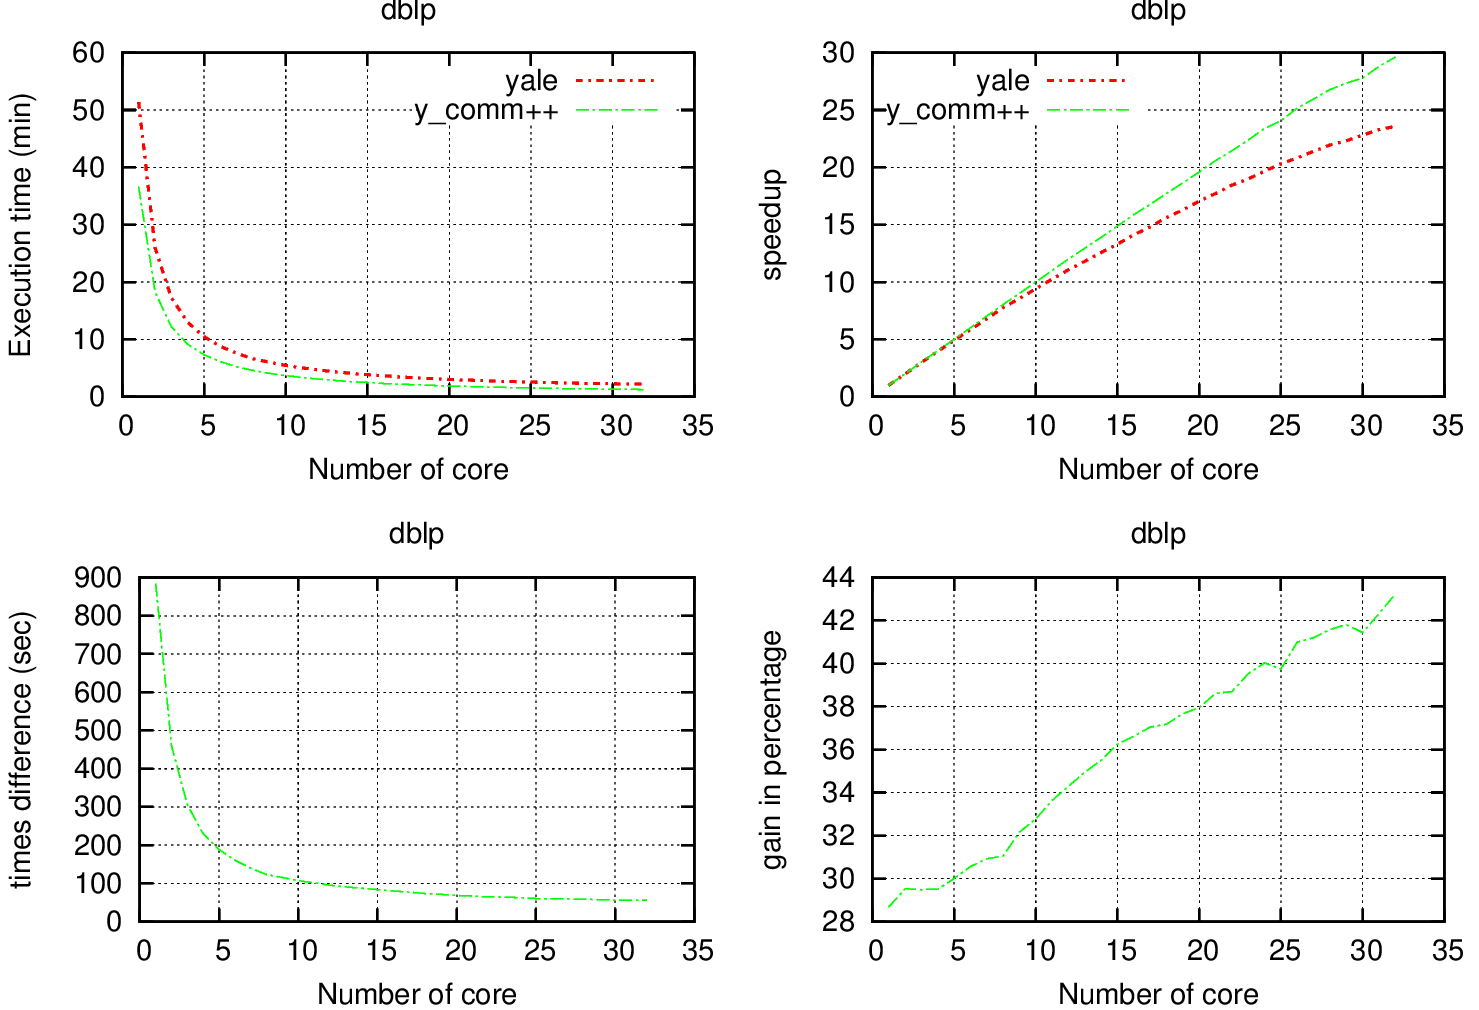 dblp
60
50
40
30
20
10
0
Execution time (min)
yale
y_comm++
0 5 10 15 20 25 30 35
Number of core
dblp
30
25
20
15
10
5
0
speedup
yale
y_comm++
0 5 10 15 20 25 30 35
Number of core
dblp
900
800
700
600
500
400
300
200
100
0
times difference (sec)
0 5 10 15 20 25 30 35
Number of core
dblp
44
42
40
38
36
34
32
30
28
gain in percentage
0 5 10 15 20 25 30 35
Number of core